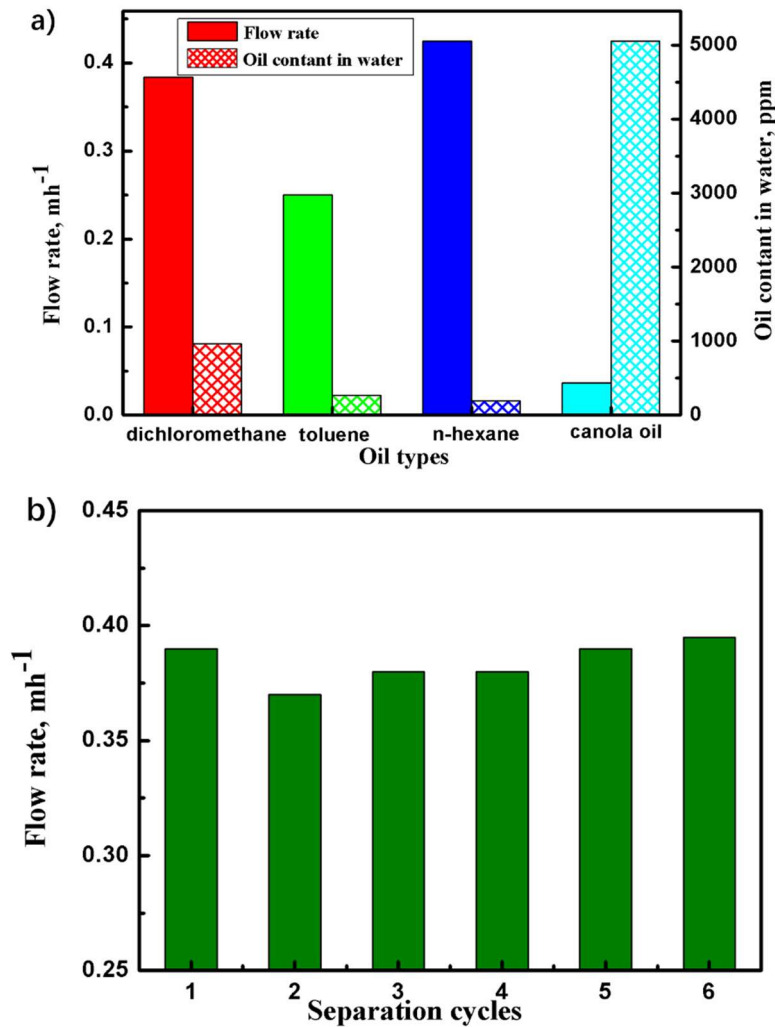 a)
Flow rate
Oil contant in water
Flow rate, mh-1
0.4
0.3
0.2
0.1
0.0
5000
4000
3000
2000
1000
0
Oil contant in water, ppm
dichloromethane toluene n-hexane canola oil
Oil types
b)
Flow rate, mh-1
0.45
0.40
0.35
0.30
0.25
1 2 3 4 5 6
Separation cycles